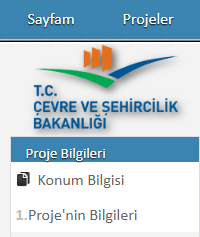 Sayfam Projeler
T.C.
ÇEVRE VE ŞEHİRCİLİK
BAKANLIĞI
Proje Bilgileri
Konum Bilgisi
1.Proje'nin Bilgileri